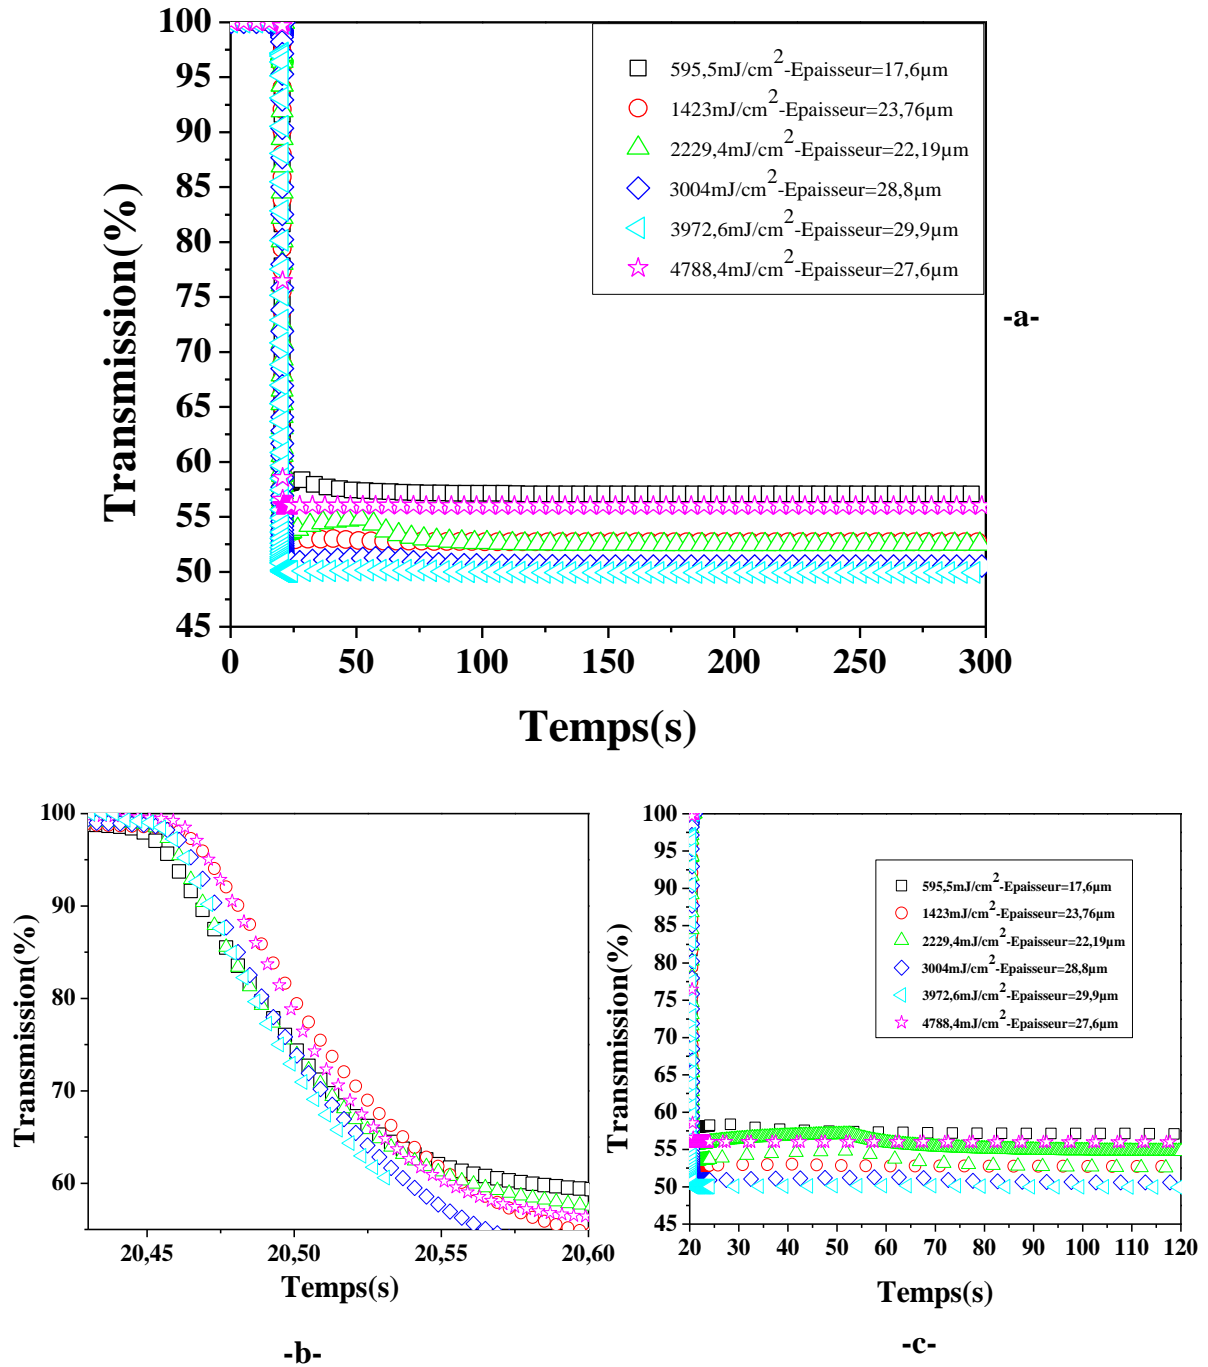 100
95
90
85
80
75
70
65
60
55
50
45
Transmission(%)
595,5mJ/cm²-Epaisseur=17,6µm
1423mJ/cm²-Epaisseur=23,76µm
2229,4mJ/cm²-Epaisseur=22,19µm
3004mJ/cm²-Epaisseur=28,8µm
3972,6mJ/cm²-Epaisseur=29,9µm
4788,4mJ/cm²-Epaisseur=27,6µm
-a-
0 50 100 150 200 250 300
Temps(s)
100
90
80
70
60
Transmission(%)
20,45 20,50 20,55 20,60
Temps(s)
-b-
100
95
90
85
80
75
70
65
60
55
50
45
Transmission(%)
595,5mJ/cm²-Epaisseur=17,6µm
1423mJ/cm²-Epaisseur=23,76µm
2229,4mJ/cm²-Epaisseur=22,19µm
3004mJ/cm²-Epaisseur=28,8µm
3972,6mJ/cm²-Epaisseur=29,9µm
4788,4mJ/cm²-Epaisseur=27,6µm
20 30 40 50 60 70 80 90 100 110 120
Temps(s)
-c-